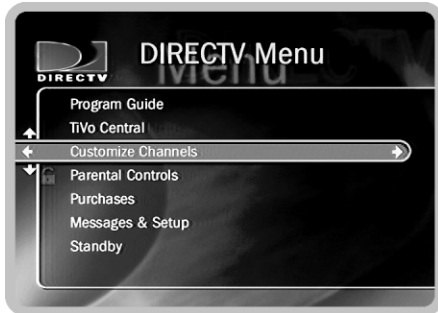 DIRECTV
DIRECTV Menu
Program Guide
TiVo Central
Customize Channels
Parental Controls
Purchases
Messages & Setup
Standby